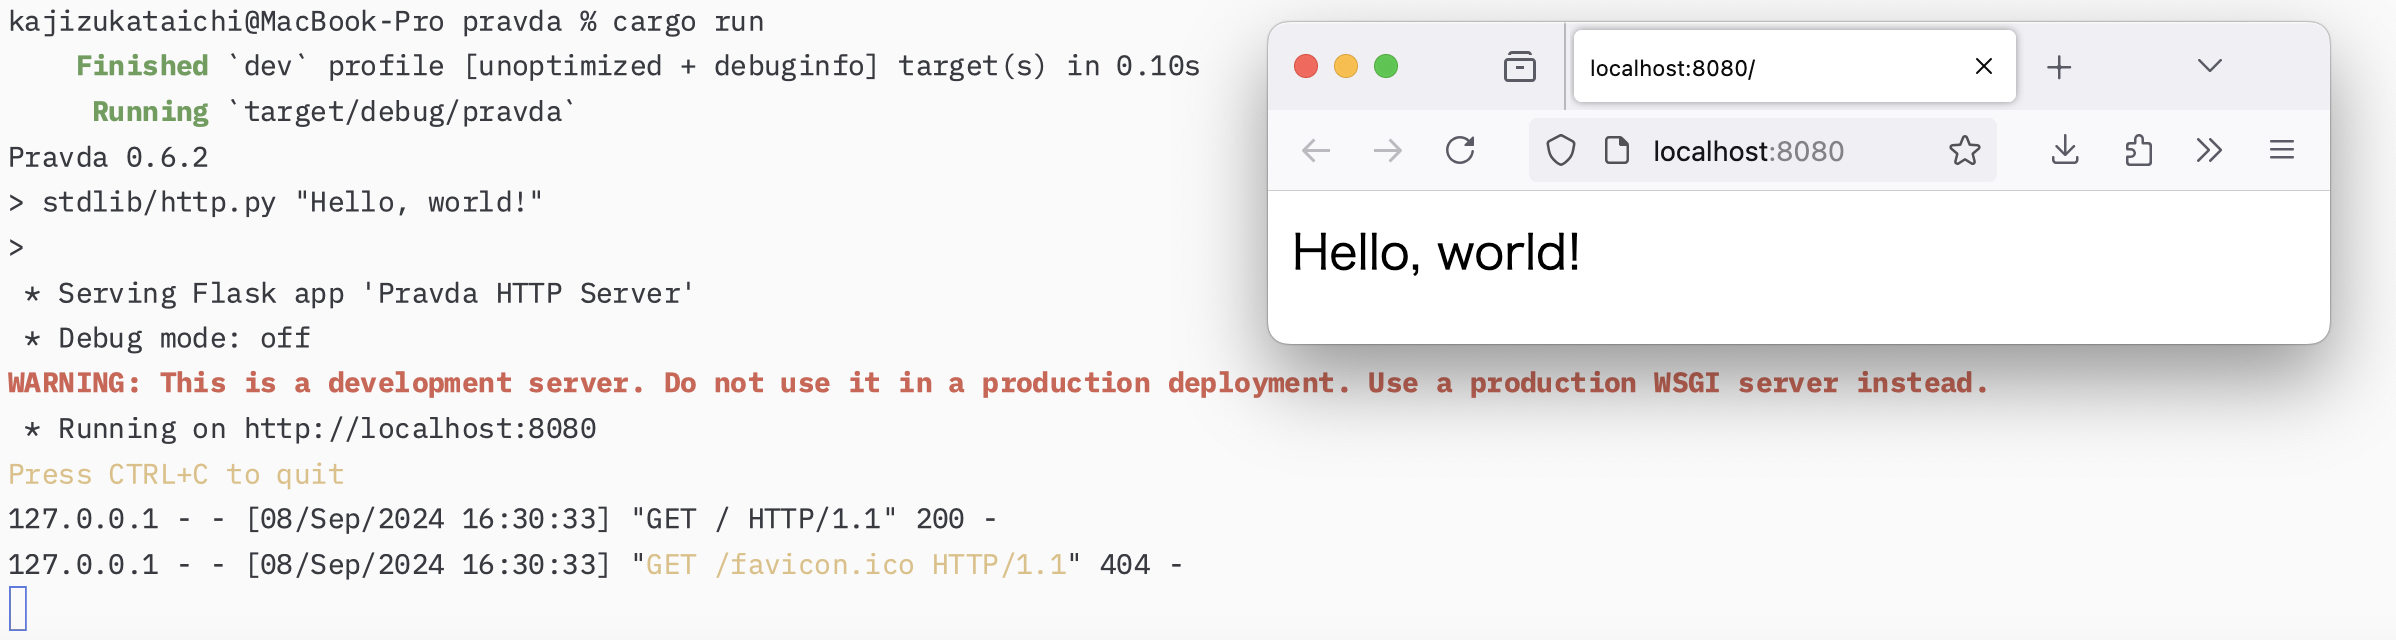 kajizukataichi@MacBook-Pro pravda % cargo run
Finished `dev` profile [unoptimized + debuginfo] target(s) in 0.10s
Running `target/debug/pravda`
Pravda 0.6.2
> stdlib/http.py "Hello, world!"
>
* Serving Flask app 'Pravda HTTP Server'
* Debug mode: off
WARNING: This is a development server. Do not use it in a production deployment. Use a production WSGI server instead.
* Running on http://localhost:8080
Press CTRL+C to quit
127.0.0.1 - - [08/Sep/2024 16:30:33] "GET / HTTP/1.1" 200 -
127.0.0.1 - - [08/Sep/2024 16:30:33] "GET /favicon.ico HTTP/1.1" 404 -
localhost:8080/
localhost:8080
Hello, world!